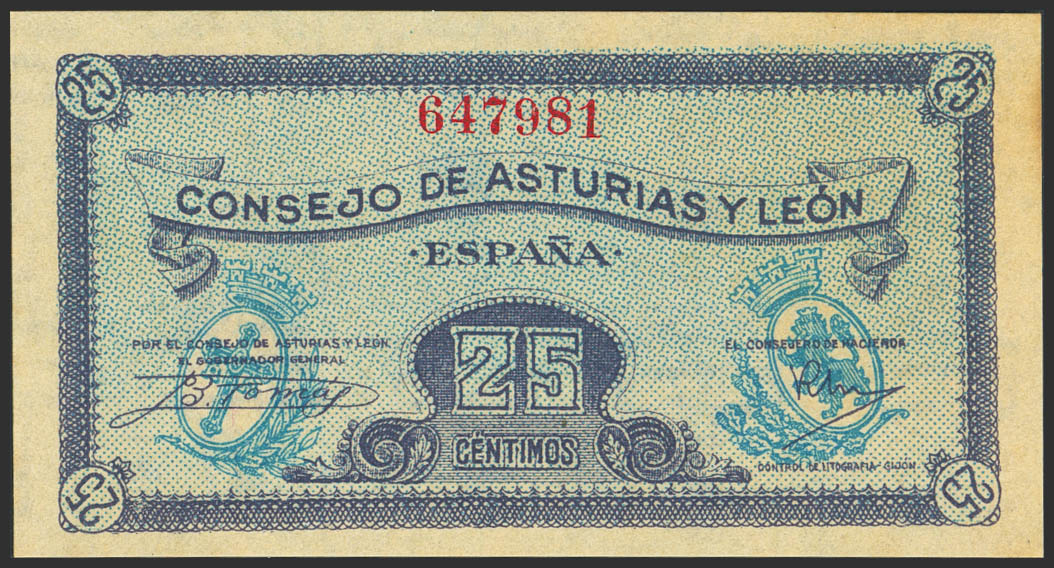 25 25
647981
CONSEJO DE ASTURIAS Y LEÓN
·ESPAÑA·
POR EL CONSEJO DE ASTURIAS Y LEON
EL GOBERNADOR GENERAL
B. Tomas
EL CONSEJERO DE HACIENDA
25
CÉNTIMOS
CONTROL DE LITOGRAFIA-GIJON
25 25